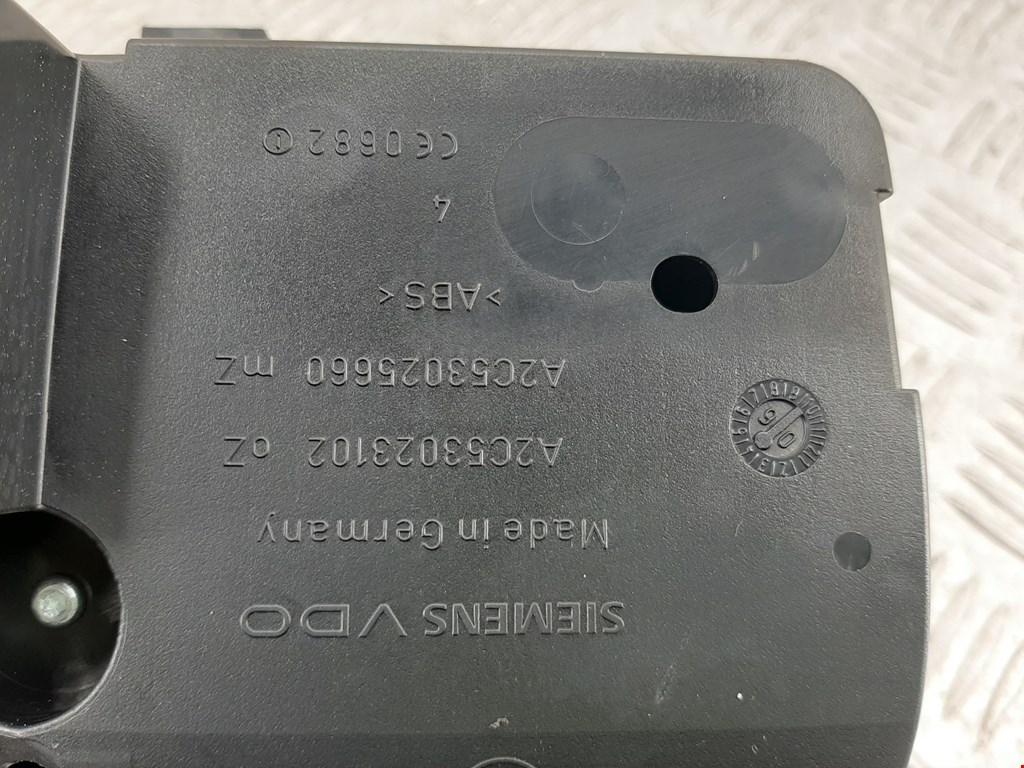 SIEMENS VDO
Made in Germany
A2C53023102 oZ
A2C53025660 mZ
>ABS<
4
CE0682